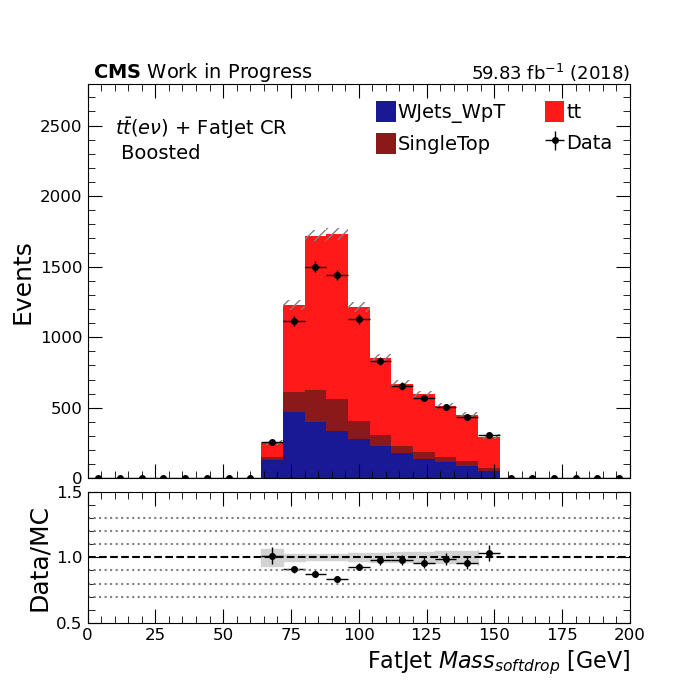 CMS Work in Progress 59.83 fb⁻¹ (2018)
WJets_WpT tt
SingleTop Data
tt̄(eν) + FatJet CR
Boosted
Events
2500
2000
1500
1000
500
0
Data/MC
1.5
1.0
0.5
0 25 50 75 100 125 150 175 200
FatJet Mass_softdrop [GeV]